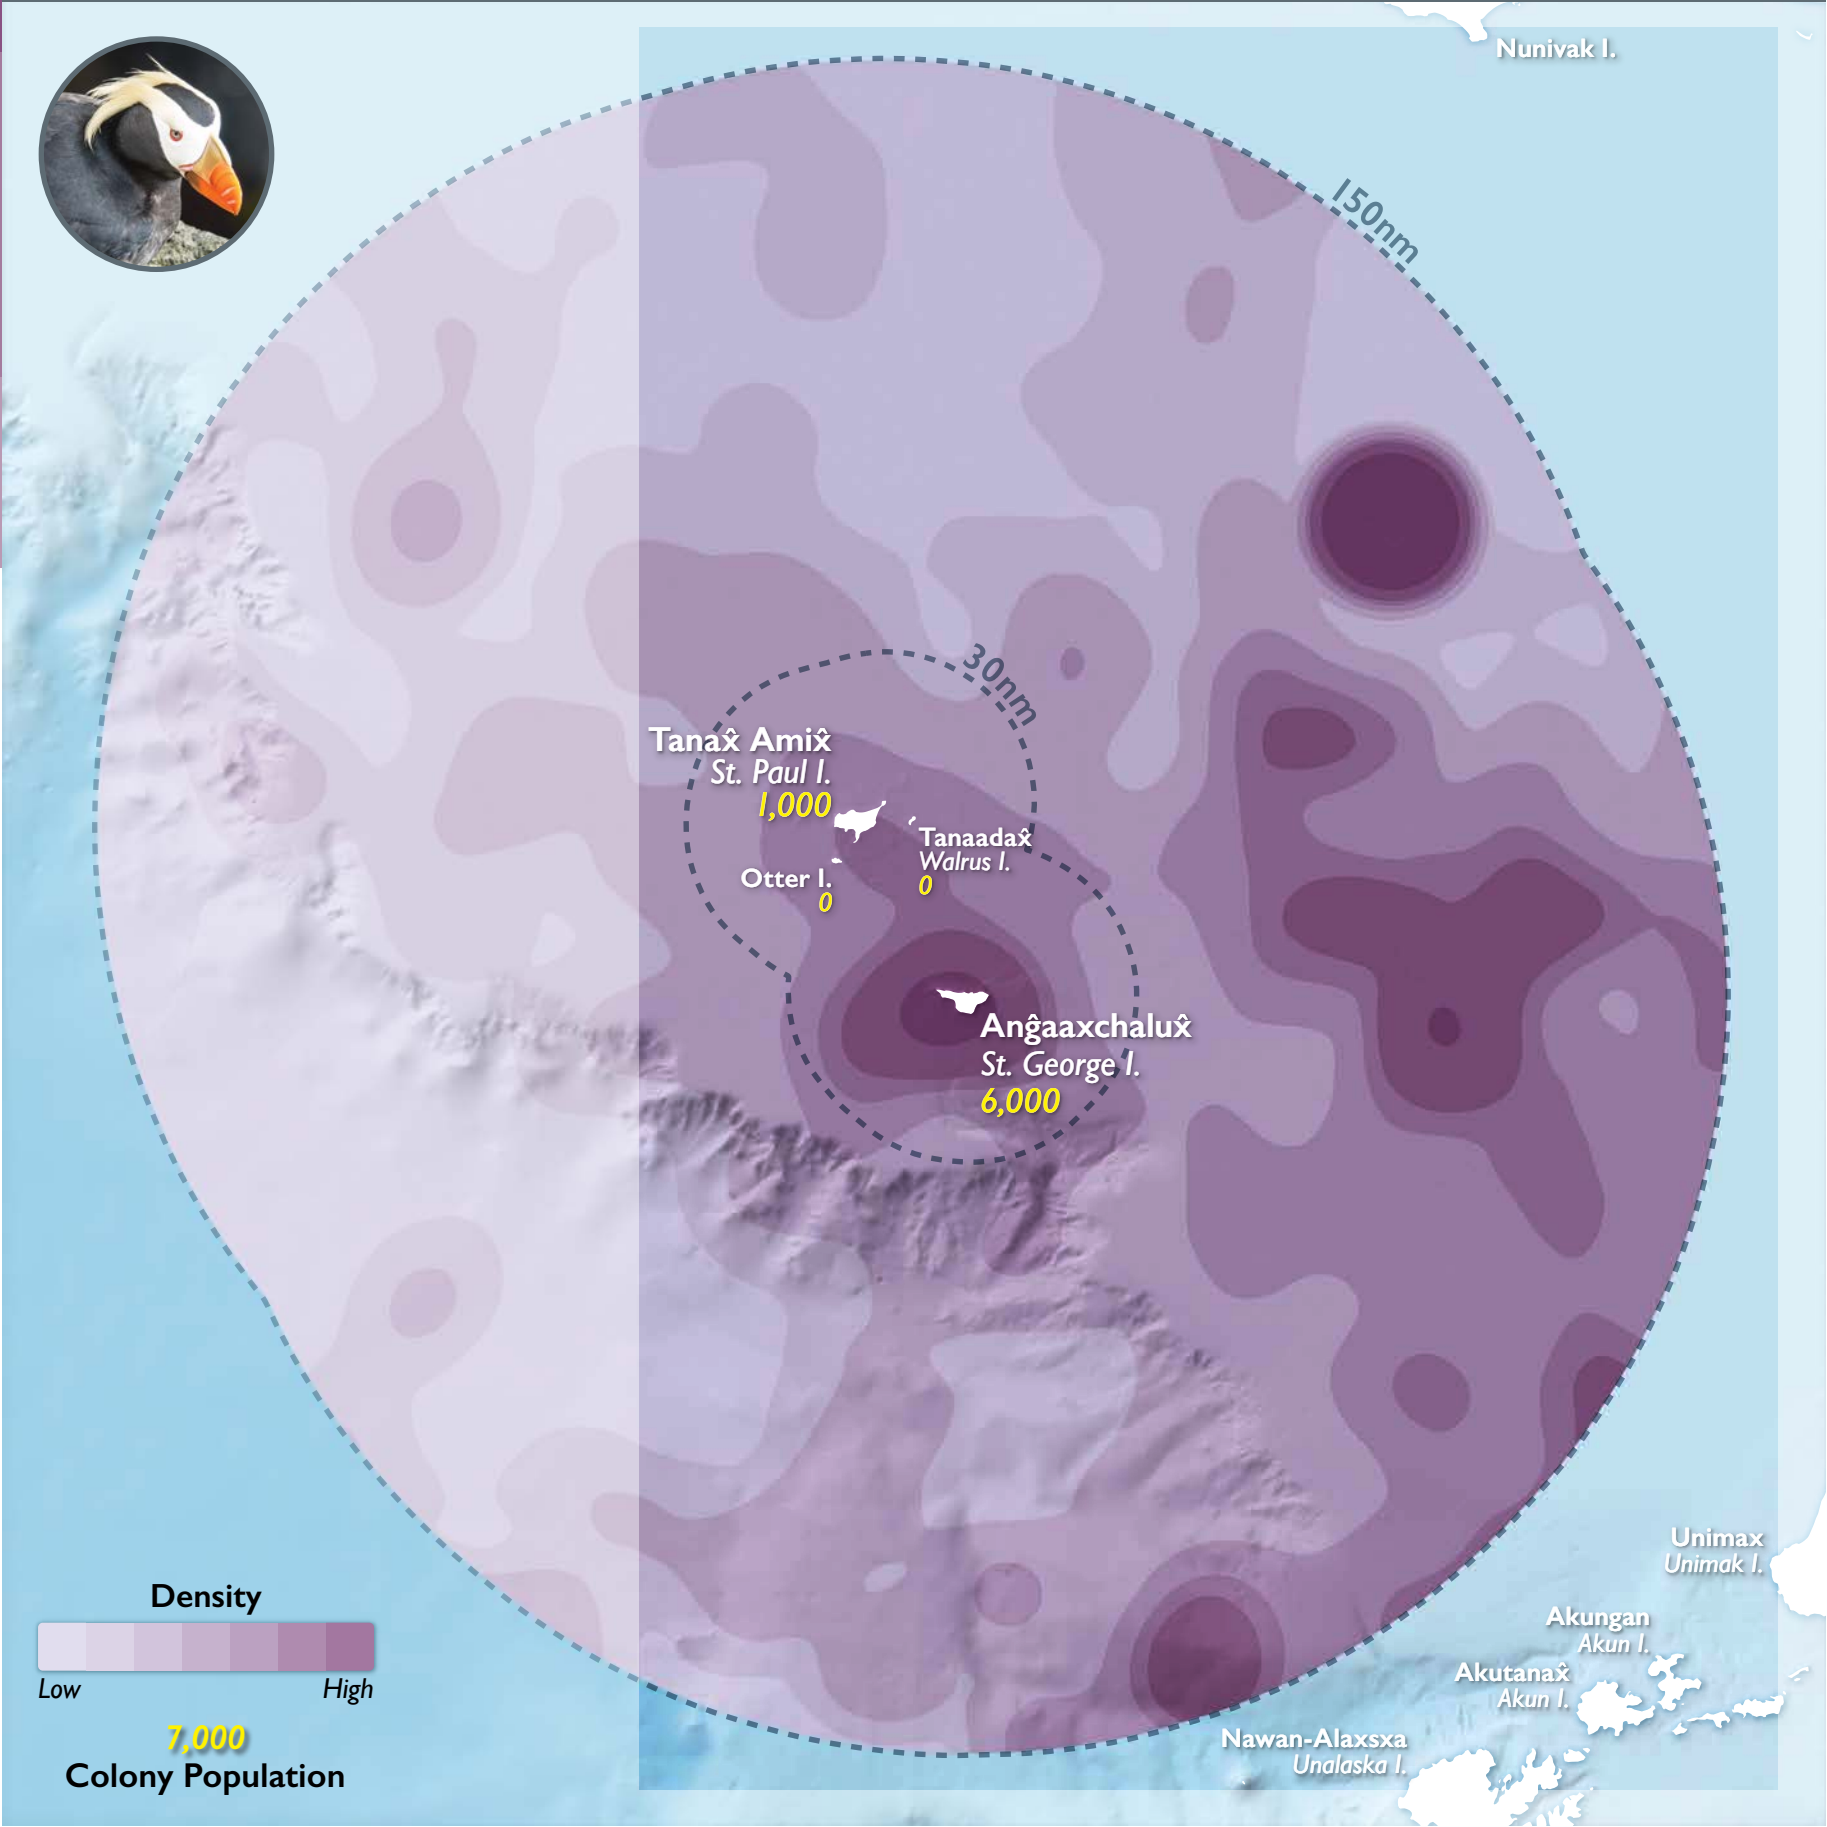 Nunivak I.
150nm
30nm
Tanax̂ Amix̂
St. Paul I.
1,000
Tanaadax̂
Walrus I.
0
Otter I.
0
Anĝaaxchalux̂
St. George I.
6,000
Unimax
Unimak I.
Akungan
Akun I.
Akutanax̂
Akun I.
Nawan-Alaxsxa
Unalaska I.
Density
Low High
7,000
Colony Population